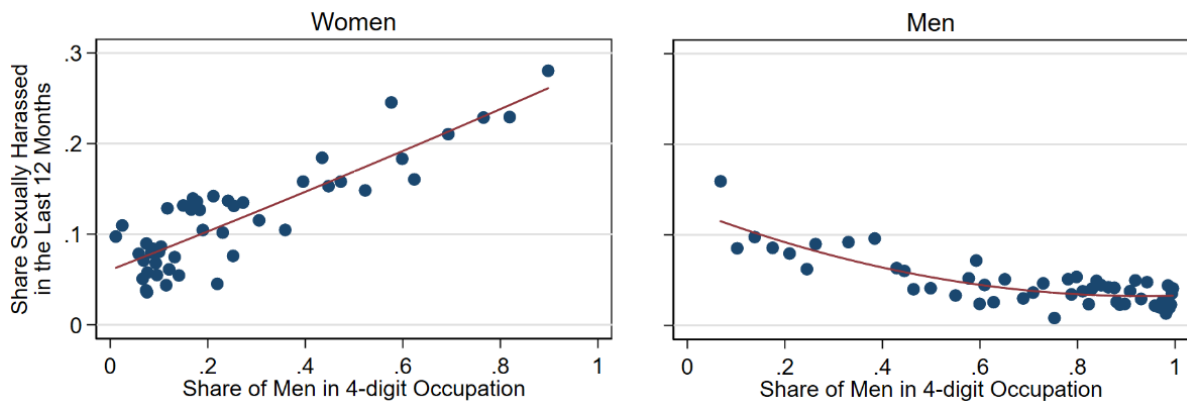 Women
Men
Share Sexually Harassed
in the Last 12 Months
.3
.2
.1
0
0
.2
.4
.6
.8
1
Share of Men in 4-digit Occupation
0
.2
.4
.6
.8
1
Share of Men in 4-digit Occupation